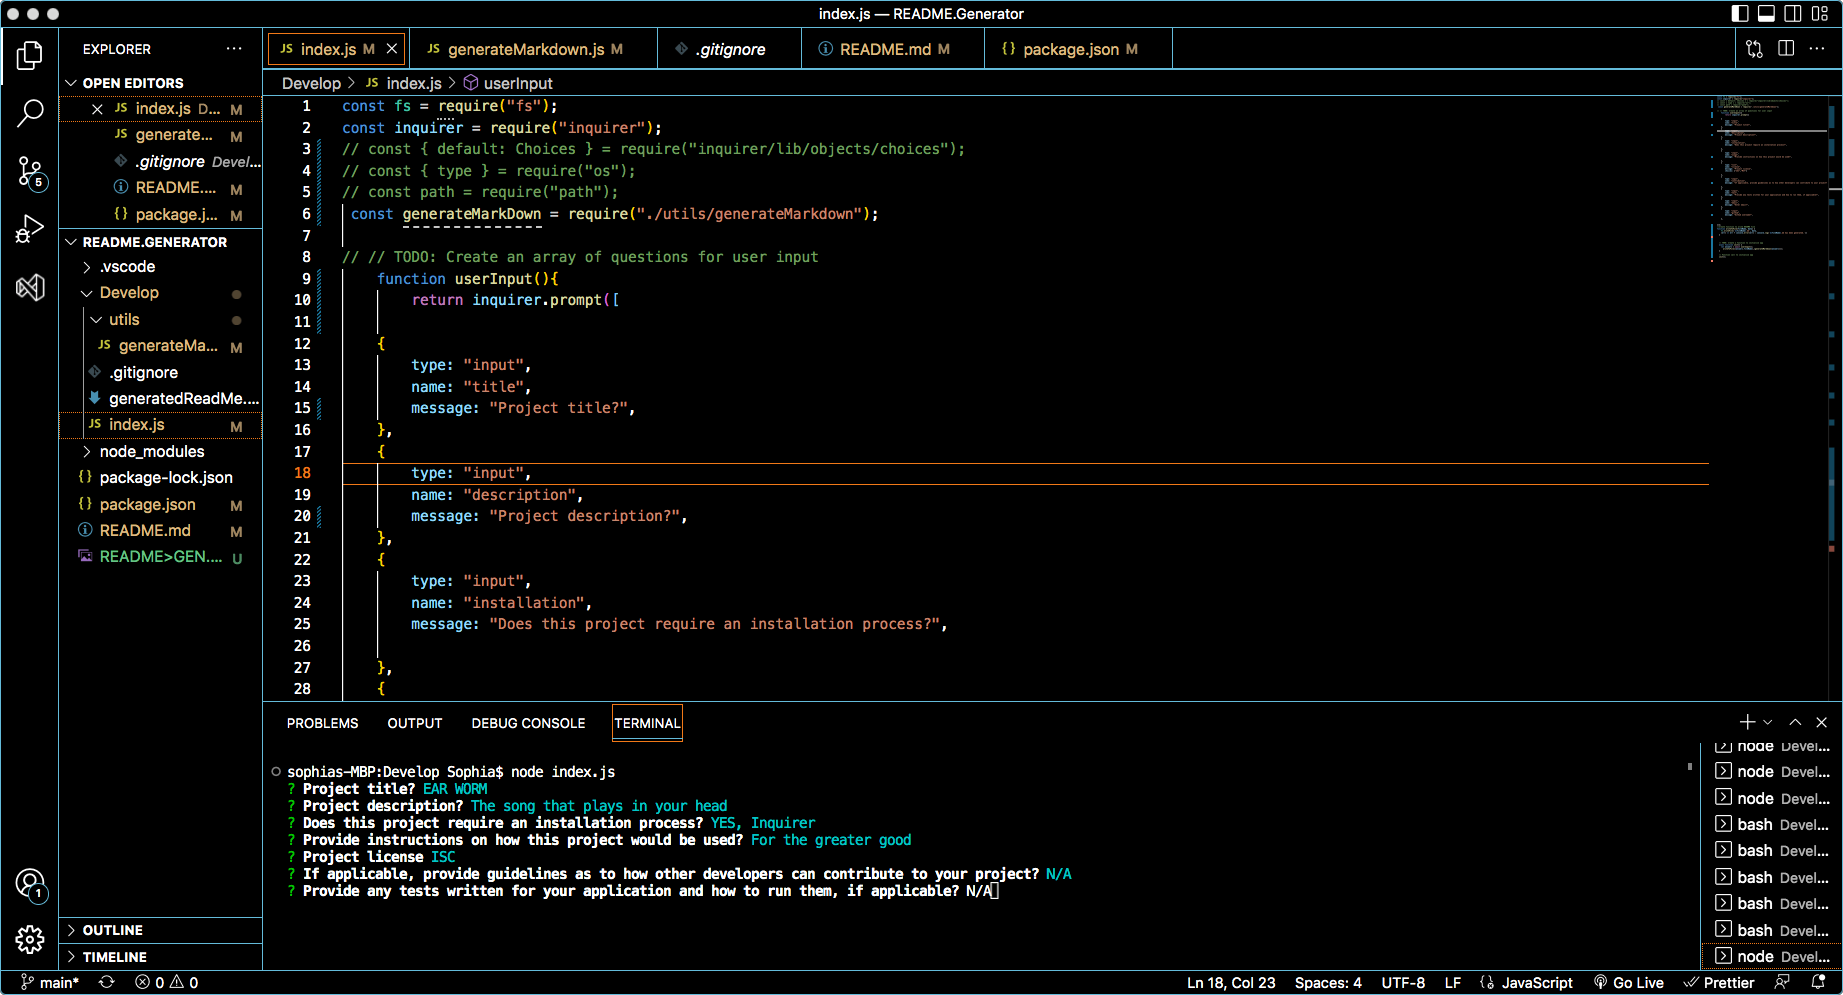 index.js — README.Generator
EXPLORER
OPEN EDITORS
index.js D... M
generate... M
.gitignore Devel...
README.... M
package.j... M
README.GENERATOR
.vscode
Develop
utils
generateMa... M
.gitignore
generatedReadMe....
index.js M
node_modules
package-lock.json
package.json M
README.md M
README>GEN.... U
OUTLINE
TIMELINE
index.js M
generateMarkdown.js M
.gitignore
README.md M
package.json M
Develop > JS index.js > userInput
1 const fs = require("fs");
2 const inquirer = require("inquirer");
3 // const { default: Choices } = require("inquirer/lib/objects/choices");
4 // const { type } = require("os");
5 // const path = require("path");
6 const generateMarkDown = require("./utils/generateMarkdown");
7
8 // // TODO: Create an array of questions for user input
9 function userInput(){
10 return inquirer.prompt([
11
12 {
13 type: "input",
14 name: "title",
15 message: "Project title?",
16 },
17 {
18 type: "input",
19 name: "description",
20 message: "Project description?",
21 },
22 {
23 type: "input",
24 name: "installation",
25 message: "Does this project require an installation process?",
26
27 },
28 {
PROBLEMS OUTPUT DEBUG CONSOLE TERMINAL
sophias-MBP:Develop Sophia$ node index.js
? Project title? EAR WORM
? Project description? The song that plays in your head
? Does this project require an installation process? YES, Inquirer
? Provide instructions on how this project would be used? For the greater good
? Project license ISC
? If applicable, provide guidelines as to how other developers can contribute to your project? N/A
? Provide any tests written for your application and how to run them, if applicable? N/A
node Devel...
node Devel...
node Devel...
bash Devel...
bash Devel...
bash Devel...
bash Devel...
bash Devel...
node Devel...
5
1
main* 0 0 Ln 18, Col 23 Spaces: 4 UTF-8 LF JavaScript Go Live Prettier